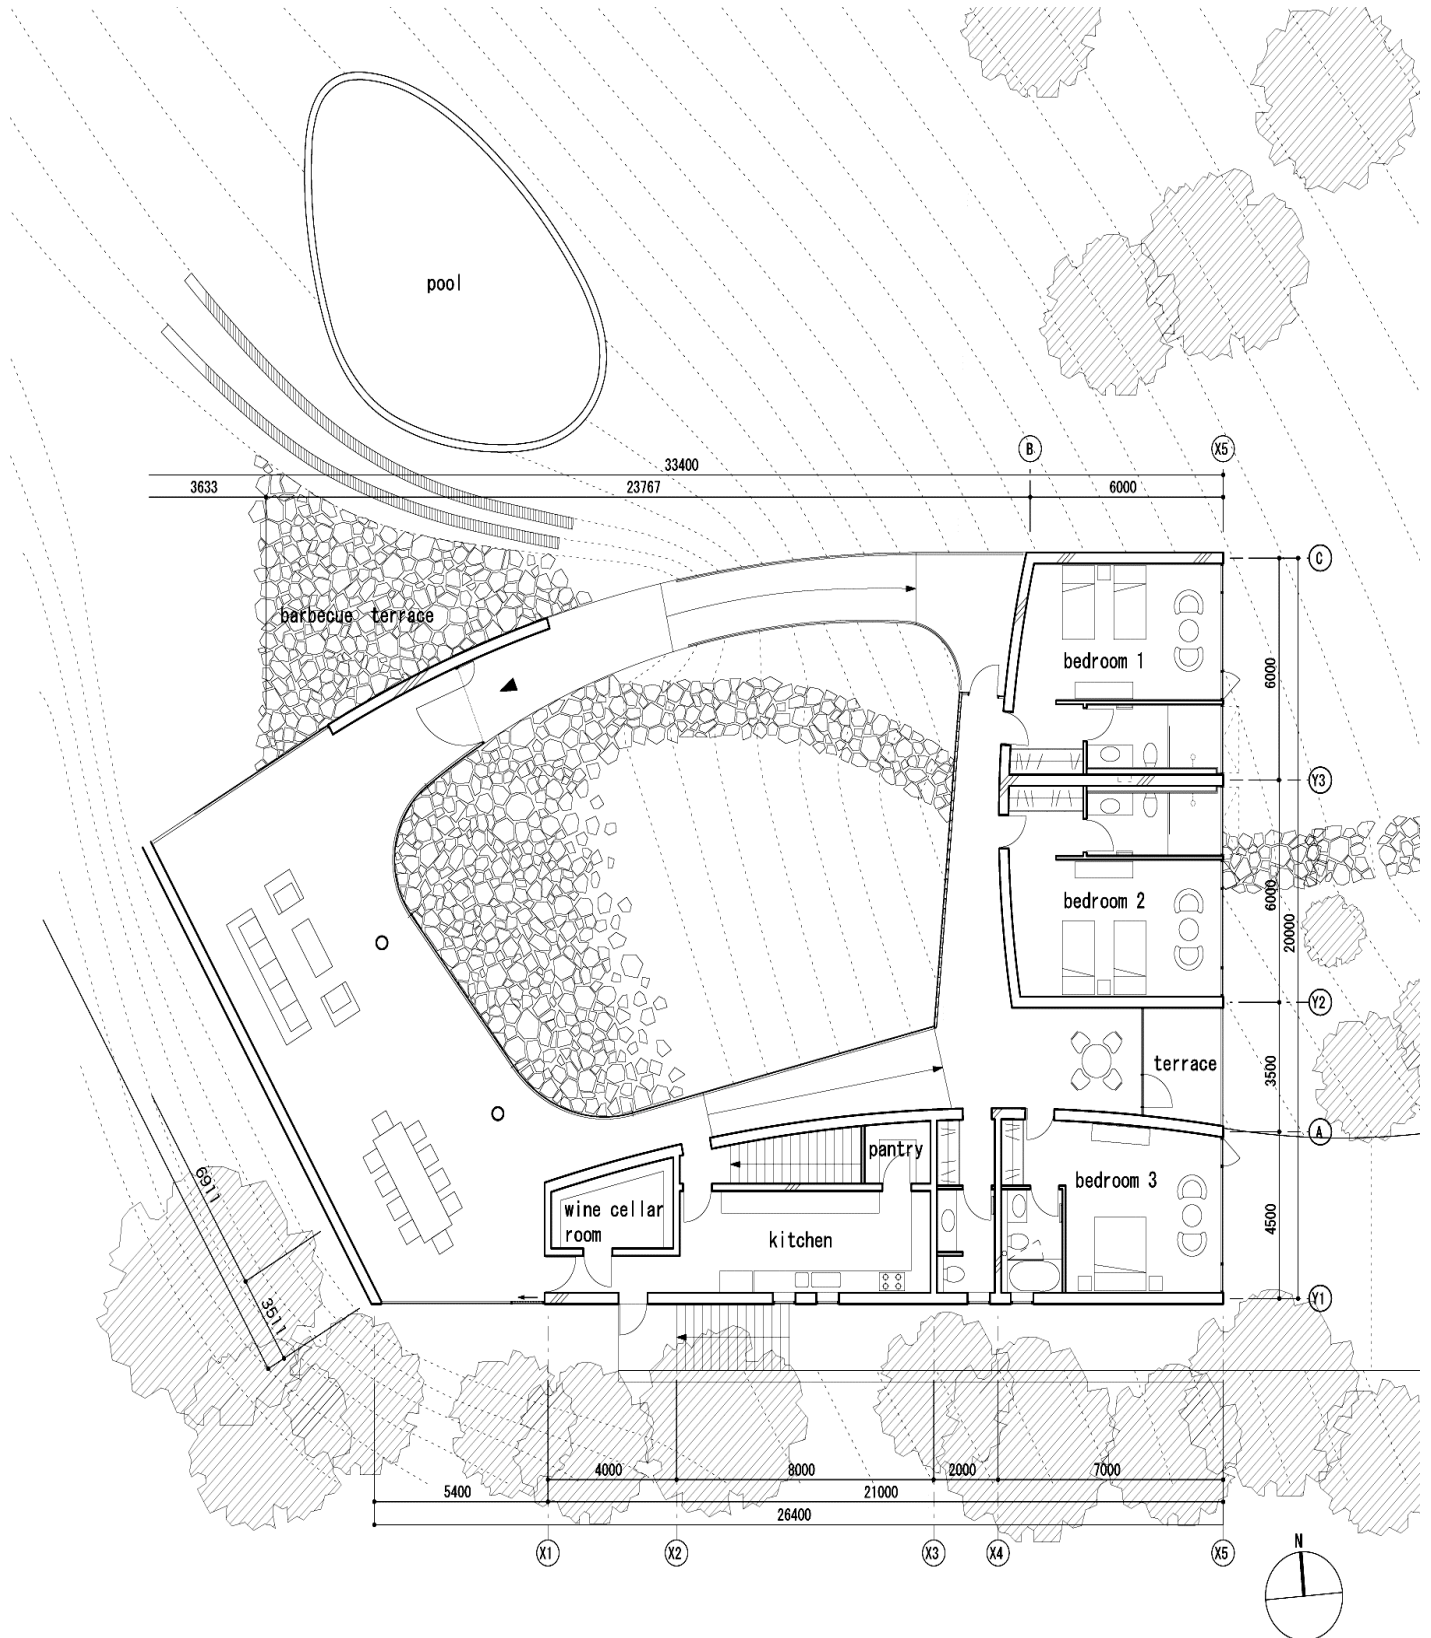 pool
B
X5
33400
3633
23767
6000
C
barbecue terrace
bedroom 1
6000
Y3
bedroom 2
6000
20000
Y2
terrace
3500
A
pantry
6911
bedroom 3
wine cellar
room
kitchen
4500
Y1
3511
4000
8000
2000
7000
5400
21000
26400
X1
X2
X3
X4
X5
N